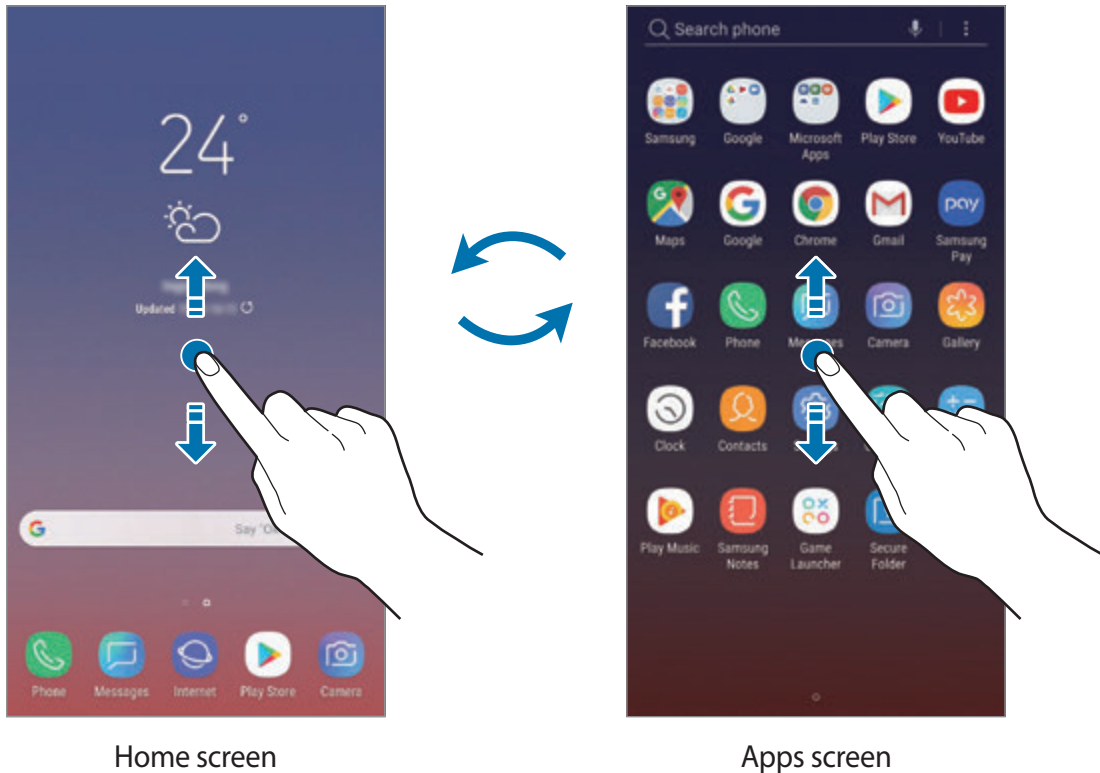 24°
Updated
G
Say "O
Phone
Messages
Internet
Play Store
Camera
Home screen
Search phone
Samsung
Google
Microsoft
Apps
Play Store
YouTube
G
Maps
G
Google
Chrome
M
Gmail
pay
Samsung
Pay
f
Facebook
Phone
Messages
Camera
Gallery
Clock
Contacts
Play Music
Samsung
Notes
Game
Launcher
Secure
Folder
Apps screen